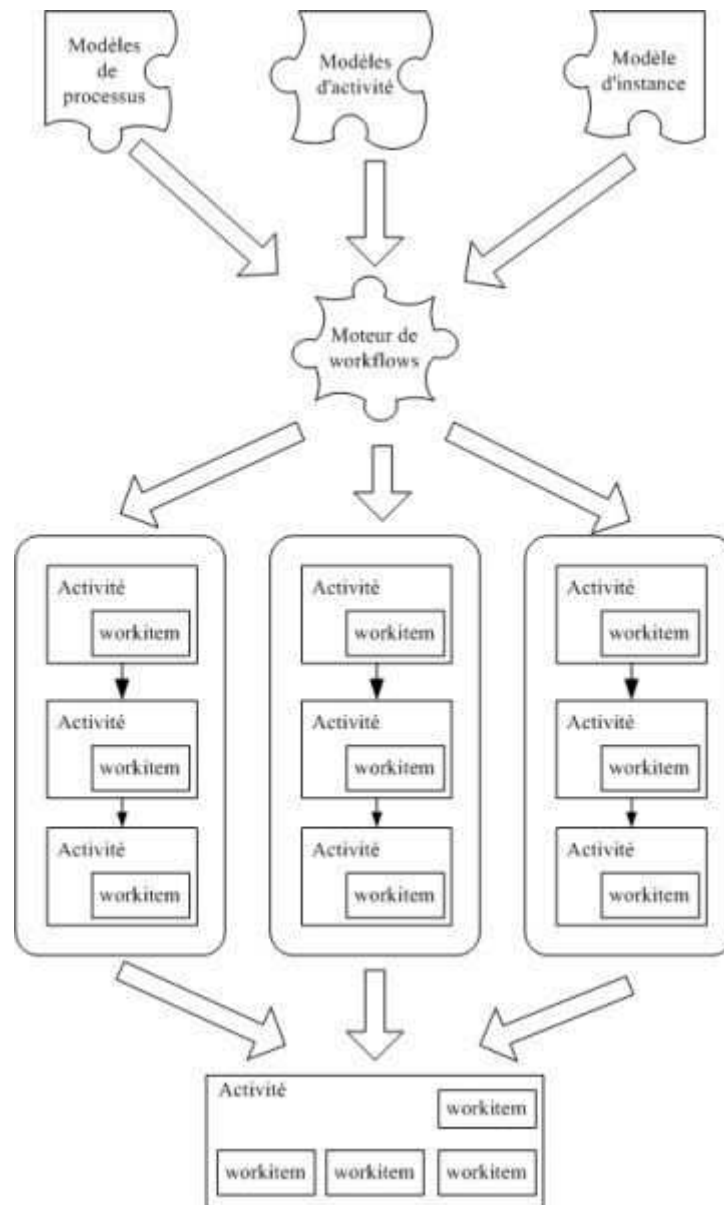 Modèles
de
processus
Modèles
d'activité
Modèle
d'instance
Moteur de
workflows
Activité
workitem
Activité
workitem
Activité
workitem
Activité
workitem
Activité
workitem
Activité
workitem
Activité
workitem
Activité
workitem
Activité
workitem
Activité
workitem
workitem
workitem
workitem